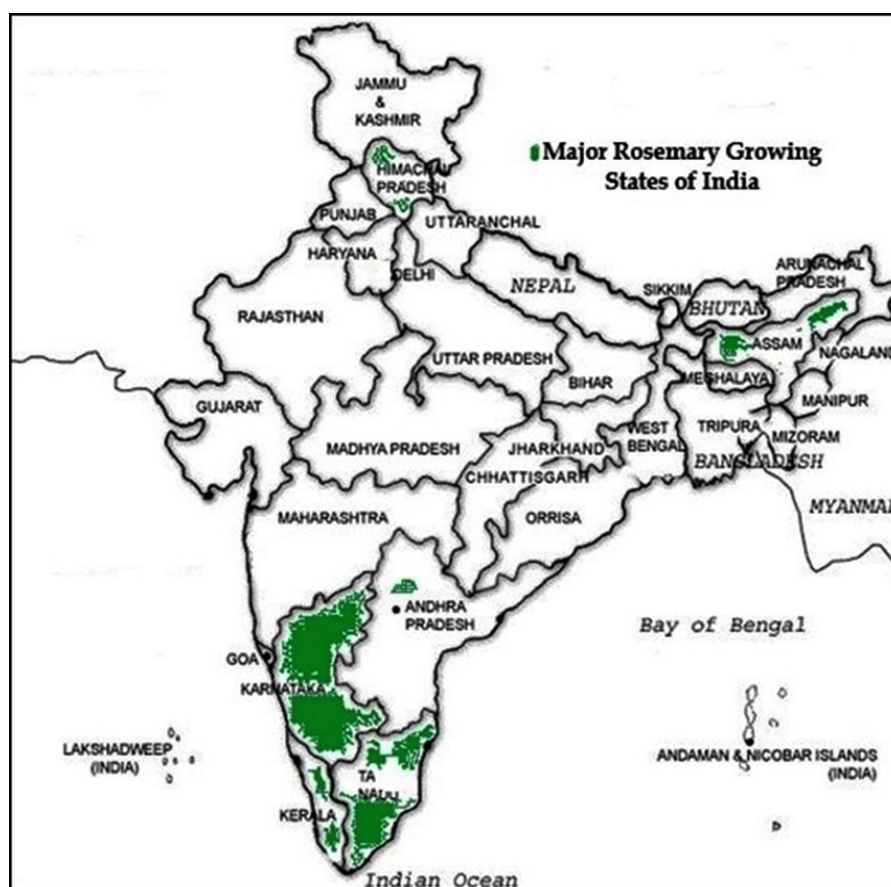 JAMMU
&
KASHMIR
Major Rosemary Growing
States of India
HIMACHAL
PRADESH
PUNJAB
UTTARANCHAL
HARYANA
DELHI
ARUNACHAL
PRADESH
NEPAL
SIKKIM
BHUTAN
RAJASTHAN
ASSAM
NAGALAND
UTTAR PRADESH
BIHAR
MEGHALAYA
GUJARAT
MANIPUR
TRIPURA
WEST
BENGAL
MIZORAM
MADHYA PRADESH
JHARKHAND
BANGLADESH
CHHATTISGARH
MYANMAR
MAHARASHTRA
ORRISA
ANDHRA
PRADESH
Bay of Bengal
GOA
KARNATAKA
LAKSHADWEEP
(INDIA)
ANDAMAN & NICOBAR ISLANDS
(INDIA)
TA
NADU
KERALA
Indian Ocean